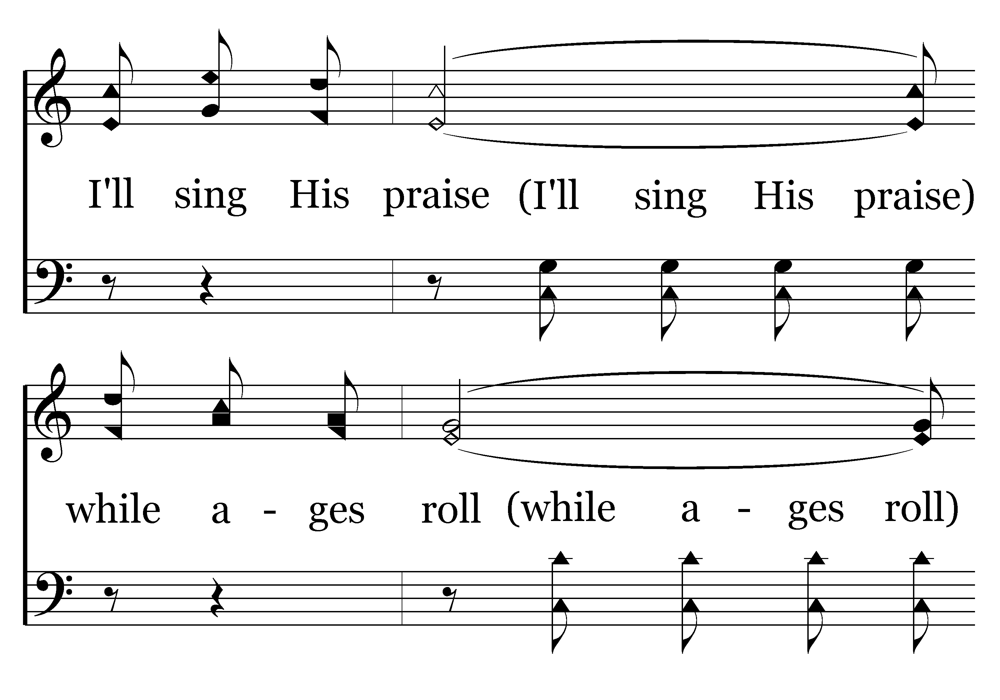 I'll sing His praise (I'll sing His praise)
while a - ges roll (while a - ges roll)